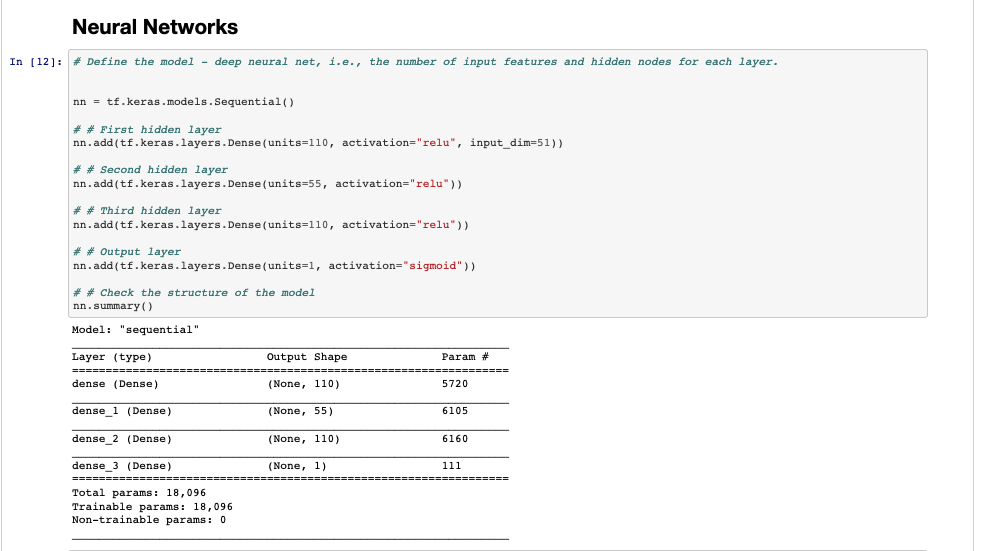 Neural Networks
In [12]: # Define the model - deep neural net, i.e., the number of input features and hidden nodes for each layer.
nn = tf.keras.models.Sequential()
# # First hidden layer
nn.add(tf.keras.layers.Dense(units=110, activation="relu", input_dim=51))
# # Second hidden layer
nn.add(tf.keras.layers.Dense(units=55, activation="relu"))
# # Third hidden layer
nn.add(tf.keras.layers.Dense(units=110, activation="relu"))
# # Output layer
nn.add(tf.keras.layers.Dense(units=1, activation="sigmoid"))
# # Check the structure of the model
nn.summary()
Model: "sequential"
_________________________________________________________________
Layer (type)                 Output Shape              Param #
=================================================================
dense (Dense)                (None, 110)               5720
_________________________________________________________________
dense_1 (Dense)              (None, 55)                6105
_________________________________________________________________
dense_2 (Dense)              (None, 110)               6160
_________________________________________________________________
dense_3 (Dense)              (None, 1)                 111
=================================================================
Total params: 18,096
Trainable params: 18,096
Non-trainable params: 0
_________________________________________________________________